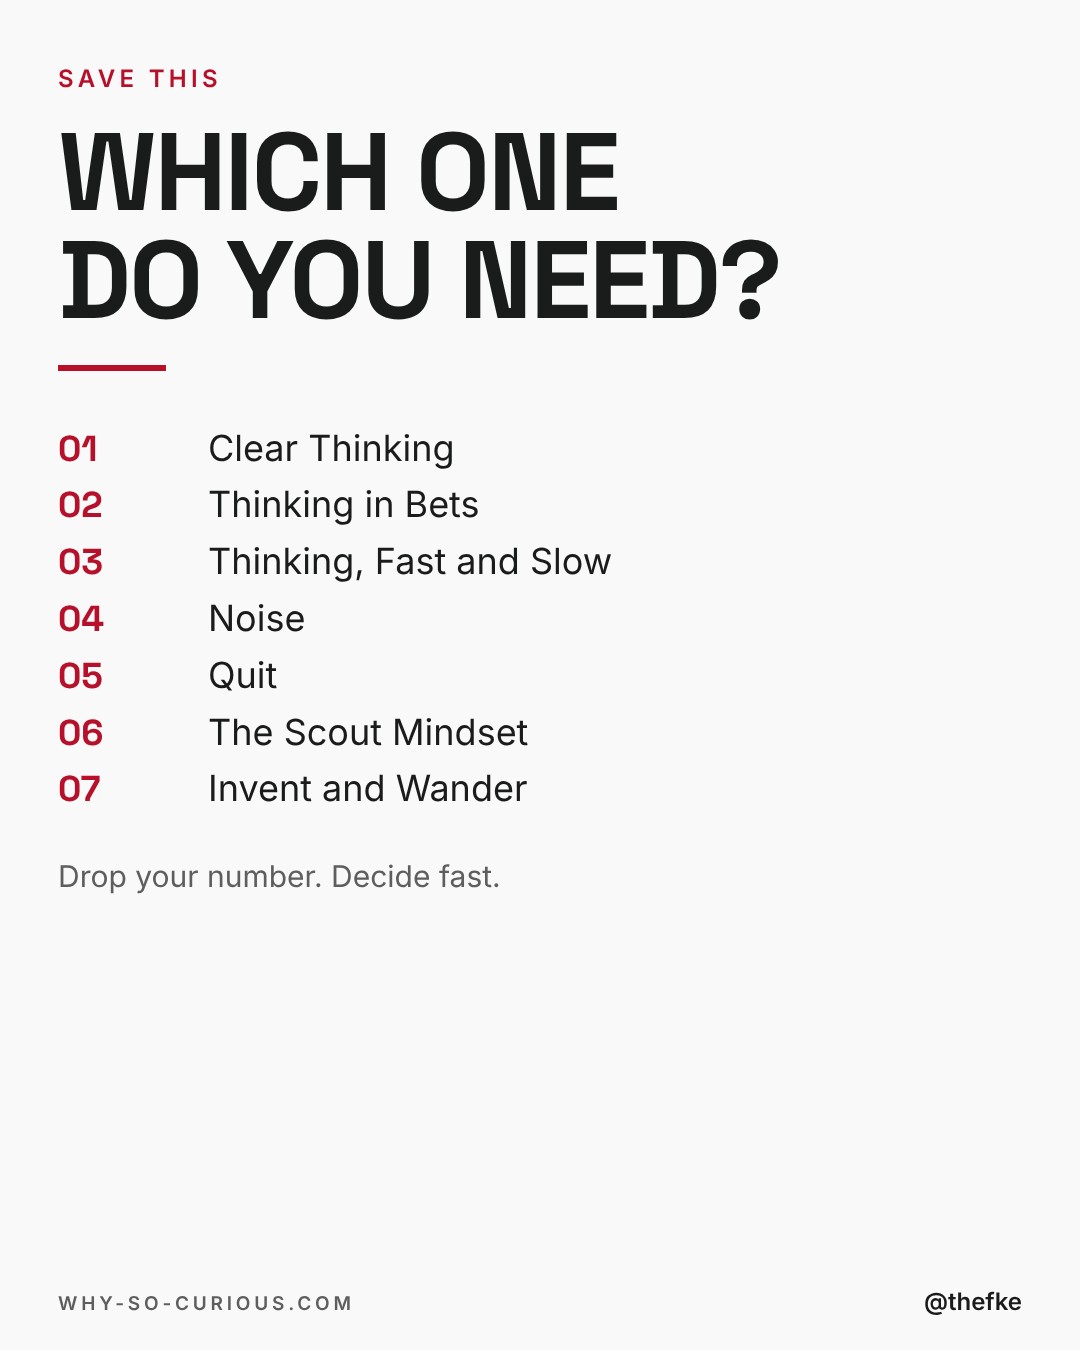 SAVE THIS
WHICH ONE
DO YOU NEED?
01 Clear Thinking
02 Thinking in Bets
03 Thinking, Fast and Slow
04 Noise
05 Quit
06 The Scout Mindset
07 Invent and Wander
Drop your number. Decide fast.
WHY-SO-CURIOUS.COM
@thefke